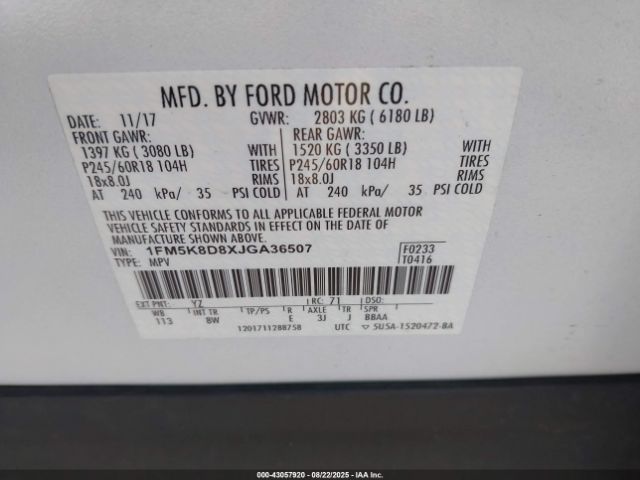 MFD. BY FORD MOTOR CO.
DATE: 11/17 GVWR: 2803 KG ( 6180 LB)
FRONT GAWR: REAR GAWR:
1397 KG ( 3080 LB) WITH 1520 KG ( 3350 LB) WITH
P245/60R18 104H TIRES P245/60R18 104H TIRES
18x8.0J RIMS 18x8.0J RIMS
AT 240 kPa/ 35 PSI COLD AT 240 kPa/ 35 PSI COLD
THIS VEHICLE CONFORMS TO ALL APPLICABLE FEDERAL MOTOR
VEHICLE SAFETY STANDARDS IN EFFECT ON THE DATE OF
MANUFACTURE SHOWN ABOVE.
VIN: 1FM5K8D8XJGA36507 F0233
TYPE: MPV T0416
EXT PNT: YZ RC: 71 DSO:
WB INT TR TP/PS R AXLE TR SPR
113 8W E 3J J BBAA
1201711288758 UTC ▽ 5U5A-1520472-BA
000-43057920 - 08/22/2025 - IAAI Inc.